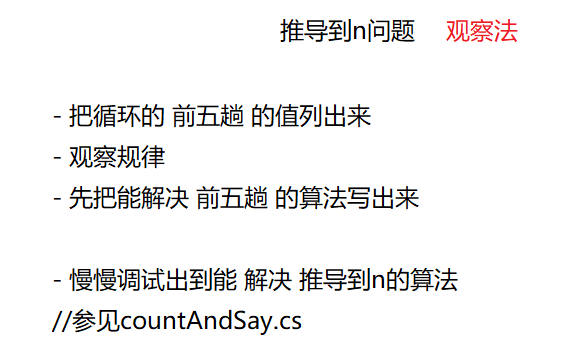 推导到n问题 观察法
- 把循环的 前五趟 的值列出来
- 观察规律
- 先把能解决 前五趟 的算法写出来
- 慢慢调试出到能 解决 推导到n的算法
//参见countAndSay.cs